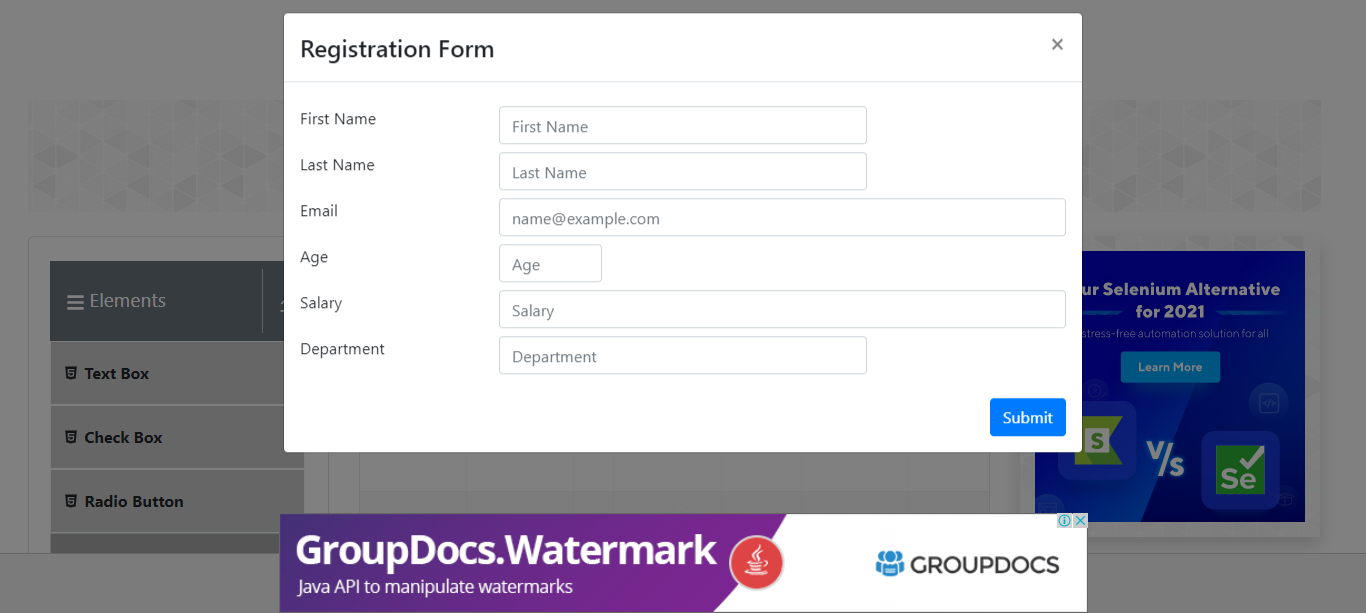 Registration Form
×
First Name
First Name
Last Name
Last Name
Email
name@example.com
Age
Age
Salary
Salary
Department
Department
Submit
Elements
Text Box
Check Box
Radio Button
ur Selenium Alternative
for 2021
stress-free automation solution for all
Learn More
S
V/s
Se
GroupDocs.Watermark
Java API to manipulate watermarks
GROUPDOCS